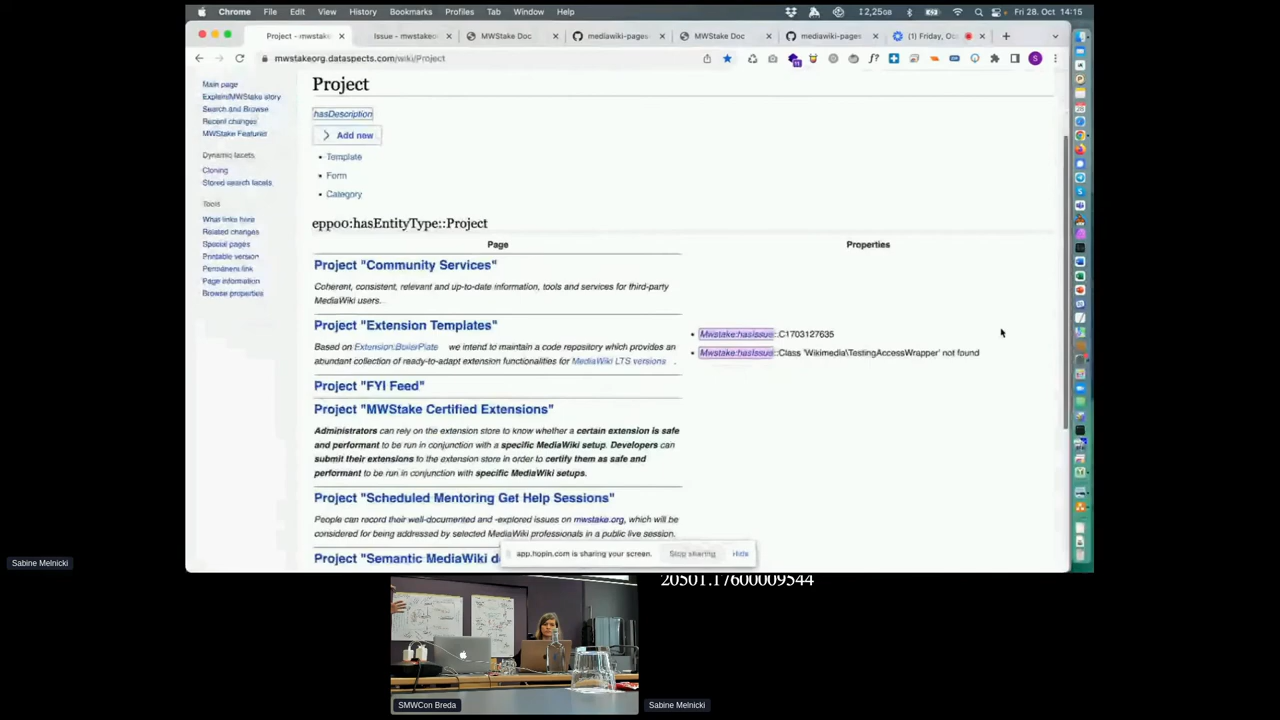 Chrome File Edit View History Bookmarks Profiles Tab Window Help
2,25GB
Fri 28. Oct 14:15
Project - mwstake
Issue - mwstakeo
MWStake Doc
mediawiki-pages
MWStake Doc
mediawiki-pages
(1) Friday, Oc
mwstakeorg.dataspects.com/wiki/Project
Main page
Explain/MWStake story
Search and Browse
Recent changes
MWStake Featured
Dynamic facets
Cloning
Stored search facets
Tools
What links here
Related changes
Special pages
Printable version
Permanent link
Page information
Browse properties
Project
hasDescription
Add new
Template
Form
Category
eppo0:hasEntityType::Project
Page
Properties
Project "Community Services"
Coherent, consistent, relevant and up-to-date information, tools and services for third-party
MediaWiki users.
Project "Extension Templates"
Based on Extension:BoilerPlate we intend to maintain a code repository which provides an
abundant collection of ready-to-adapt extension functionalities for MediaWiki LTS versions .
Mwstake:hasIssue::C1703127635
Mwstake:hasIssue::Class 'Wikimedia\TestingAccessWrapper' not found
Project "FYI Feed"
Project "MWStake Certified Extensions"
Administrators can rely on the extension store to know whether a certain extension is safe
and performant to be run in conjunction with a specific MediaWiki setup. Developers can
submit their extensions to the extension store in order to certify them as safe and
performant to be run in conjunction with specific MediaWiki setups.
Project "Scheduled Mentoring Get Help Sessions"
People can record their well-documented and -explored issues on mwstake.org, which will be
considered for being addressed by selected MediaWiki professionals in a public live session.
Project "Semantic MediaWiki d
app.hopin.com is sharing your screen.
Stop sharing
Hide
Sabine Melnicki
20501.17600009544
SMWCon Breda
Sabine Melnicki